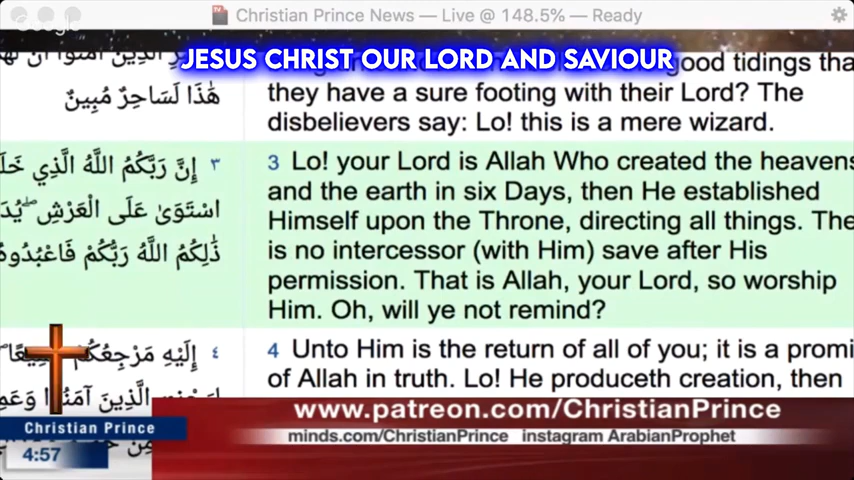 Christian Prince News — Live @ 148.5% — Ready
Google
JESUS CHRIST OUR LORD AND SAVIOUR
good tidings tha
they have a sure footing with their Lord? The
disbelievers say: Lo! this is a mere wizard.
هَٰذَا لَسَاحِرٌ مُبِينٌ
3 Lo! your Lord is Allah Who created the heavens
and the earth in six Days, then He established
Himself upon the Throne, directing all things. The
is no intercessor (with Him) save after His
permission. That is Allah, your Lord, so worship
Him. Oh, will ye not remind?
٣ إِنَّ رَبَّكُمُ اللَّهُ الَّذِي خَلَ
اسْتَوَىٰ عَلَى الْعَرْشِ ۖ يُدَ
ذَٰلِكُمُ اللَّهُ رَبُّكُمْ فَاعْبُدُوهُ
4 Unto Him is the return of all of you; it is a promi
of Allah in truth. Lo! He produceth creation, then
٤ إِلَيْهِ مَرْجِعُكُمْ
الَّذِينَ آمَنُوا
www.patreon.com/ChristianPrince
minds.com/ChristianPrince instagram ArabianProphet
Christian Prince
4:57